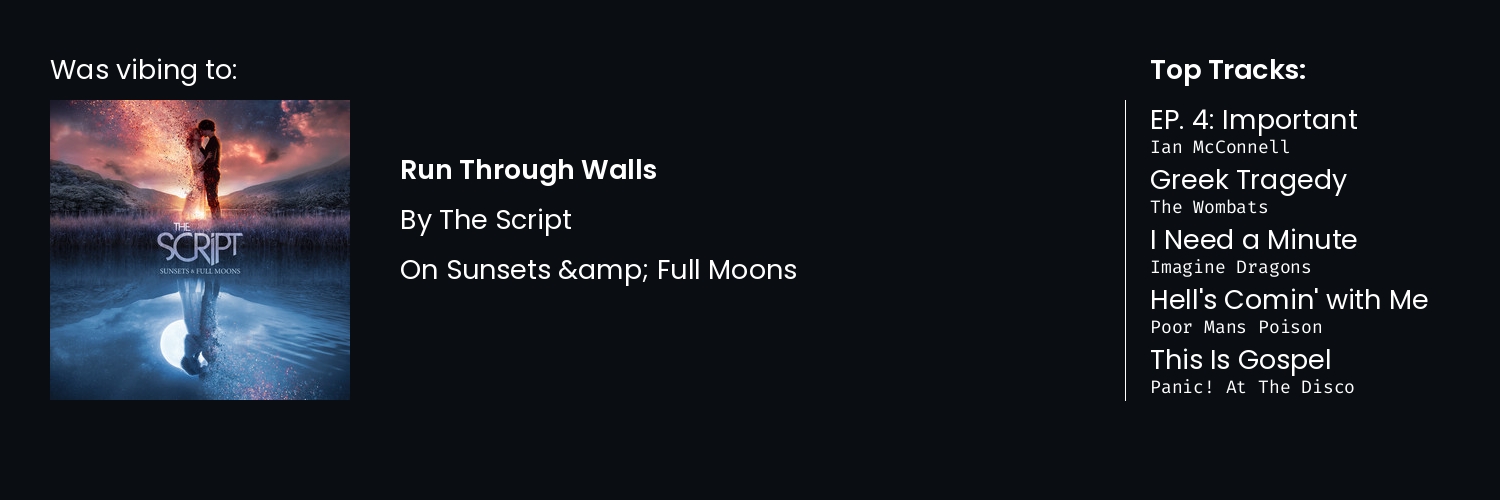 Was vibing to:
THE
SCRIPT
SUNSETS & FULL MOONS
Run Through Walls
By The Script
On Sunsets &amp; Full Moons
Top Tracks:
EP. 4: Important
Ian McConnell
Greek Tragedy
The Wombats
I Need a Minute
Imagine Dragons
Hell's Comin' with Me
Poor Mans Poison
This Is Gospel
Panic! At The Disco